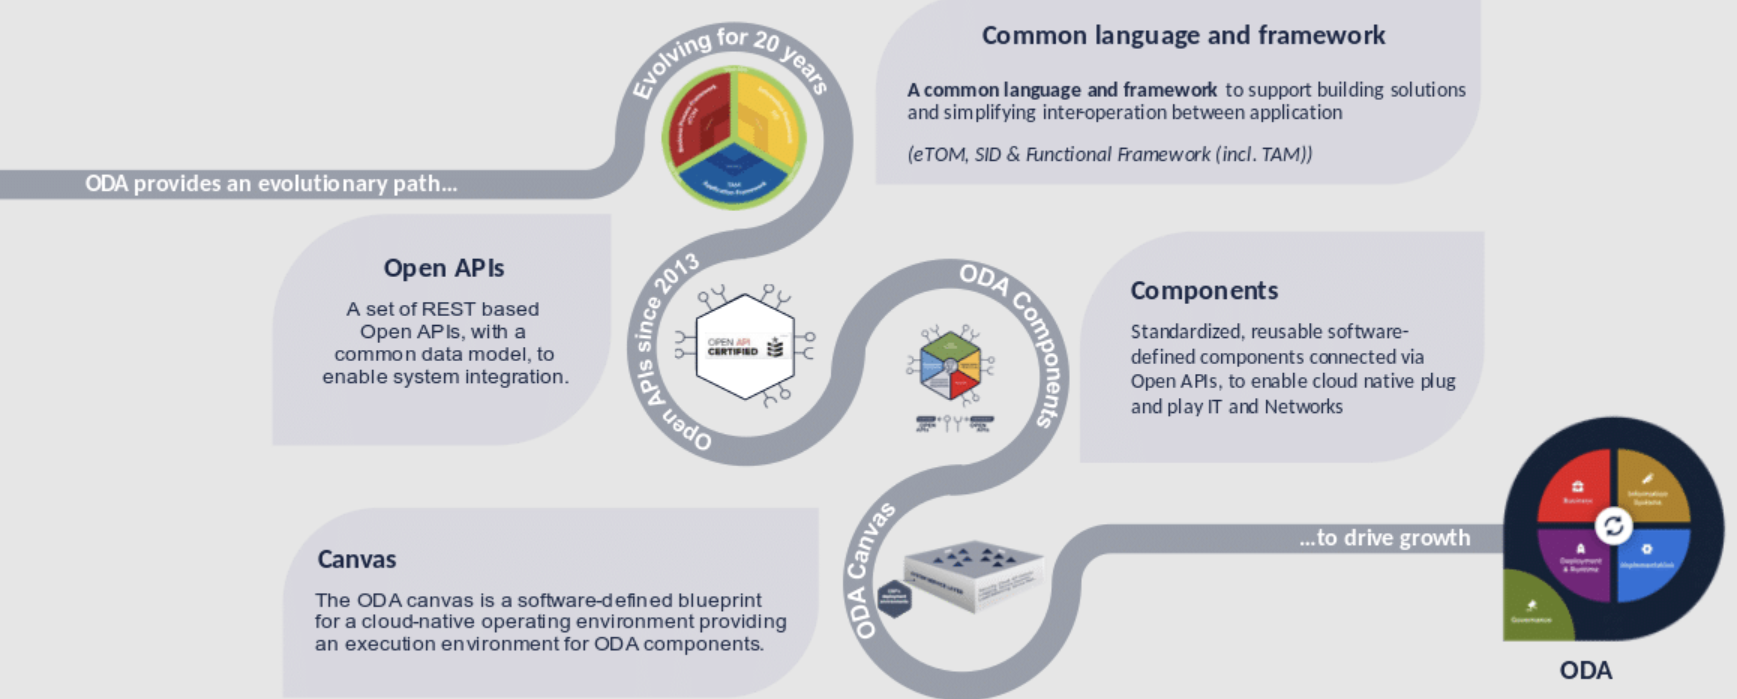 Common language and framework
A common language and framework to support building solutions
and simplifying inter-operation between application
(eTOM, SID & Functional Framework (incl. TAM))
Evolving for 20 years
ODA provides an evolutionary path...
TAM
Application Framework
Open APIs
A set of REST based
Open APIs, with a
common data model, to
enable system integration.
Open APIs since 2013
OPEN API
CERTIFIED
ODA Components
OPEN
APIs
OPEN
APIs
Components
Standardized, reusable software-
defined components connected via
Open APIs, to enable cloud native plug
and play IT and Networks
Canvas
The ODA canvas is a software-defined blueprint
for a cloud-native operating environment providing
an execution environment for ODA components.
ODA Canvas
...to drive growth
Business
Information
Systems
Deployment
& Runtime
Implementation
Governance
ODA